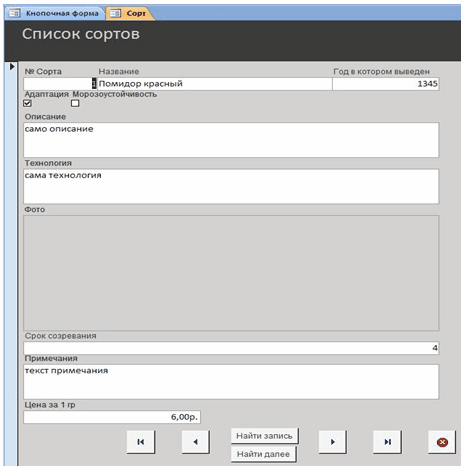 Кнопочная форма Сорт
Список сортов
№ Сорта Название Год в котором выведен
1 Помидор красный 1345
Адаптация Морозоустойчивость
Описание
само описание
Технология
сама технология
Фото
Срок созревания
4
Примечания
текст примечания
Цена за 1 гр
6,00р.
Найти запись
Найти далее